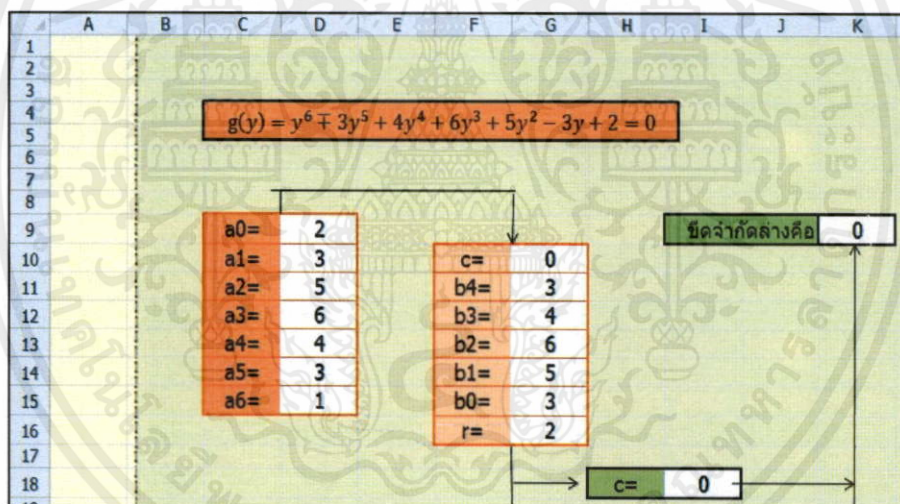 A B C D E F G H I J K
1
2
3
4
g(y) = y⁶ ∓ 3y⁵ + 4y⁴ + 6y³ + 5y² − 3y + 2 = 0
5
6
7
8
9 a0= 2 ขีดจำกัดล่างคือ 0
10 a1= 3 c= 0
11 a2= 5 b4= 3
12 a3= 6 b3= 4
13 a4= 4 b2= 6
14 a5= 3 b1= 5
15 a6= 1 b0= 3
16 r= 2
17
18 c= 0